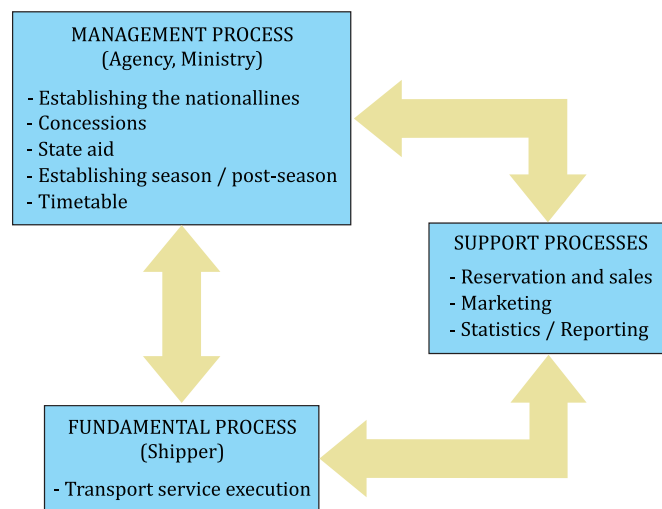 MANAGEMENT PROCESS
(Agency, Ministry)
- Establishing the nationallines
- Concessions
- State aid
- Establishing season / post-season
- Timetable
SUPPORT PROCESSES
- Reservation and sales
- Marketing
- Statistics / Reporting
FUNDAMENTAL PROCESS
(Shipper)
- Transport service execution